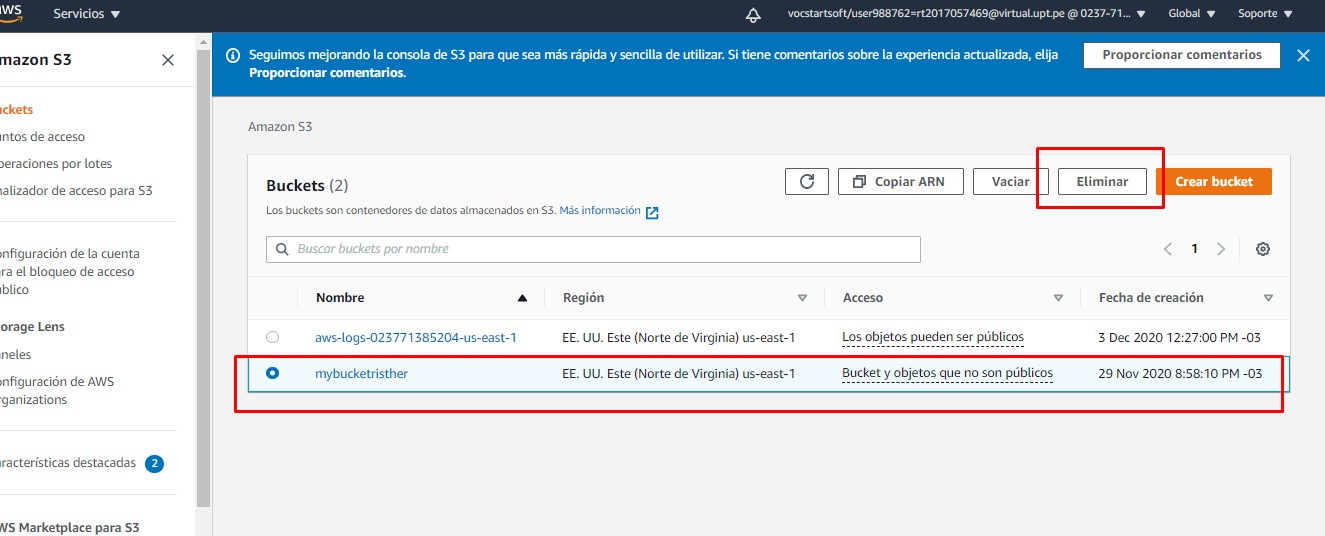 aws Servicios vocstartsoft/user988762=rt2017057469@virtual.upt.pe @ 0237-71... Global Soporte
Amazon S3
Seguimos mejorando la consola de S3 para que sea más rápida y sencilla de utilizar. Si tiene comentarios sobre la experiencia actualizada, elija
Proporcionar comentarios.
Proporcionar comentarios
mazon S3
uckets
untos de acceso
peraciones por lotes
nalizador de acceso para S3
onfiguración de la cuenta
ara el bloqueo de acceso
úblico
torage Lens
aneles
onfiguración de AWS
rganizations
aracterísticas destacadas 2
WS Marketplace para S3
Buckets (2)
Copiar ARN Vaciar Eliminar Crear bucket
Los buckets son contenedores de datos almacenados en S3. Más información
Buscar buckets por nombre
1
Nombre Región Acceso Fecha de creación
aws-logs-023771385204-us-east-1 EE. UU. Este (Norte de Virginia) us-east-1 Los objetos pueden ser públicos 3 Dec 2020 12:27:00 PM -03
mybucketristher EE. UU. Este (Norte de Virginia) us-east-1 Bucket y objetos que no son públicos 29 Nov 2020 8:58:10 PM -03